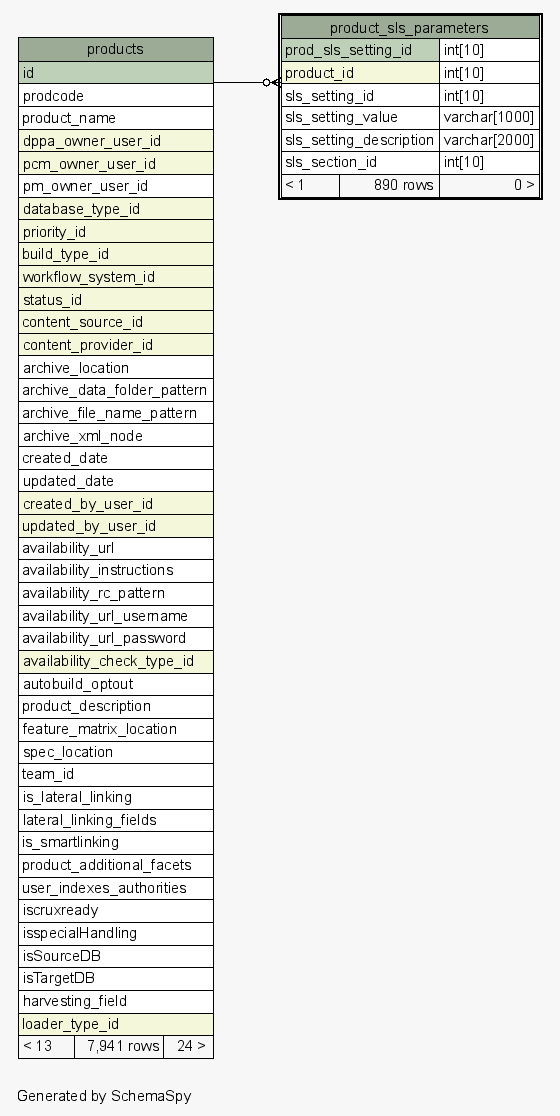 products
id
prodcode
product_name
dppa_owner_user_id
pcm_owner_user_id
pm_owner_user_id
database_type_id
priority_id
build_type_id
workflow_system_id
status_id
content_source_id
content_provider_id
archive_location
archive_data_folder_pattern
archive_file_name_pattern
archive_xml_node
created_date
updated_date
created_by_user_id
updated_by_user_id
availability_url
availability_instructions
availability_rc_pattern
availability_url_username
availability_url_password
availability_check_type_id
autobuild_optout
product_description
feature_matrix_location
spec_location
team_id
is_lateral_linking
lateral_linking_fields
is_smartlinking
product_additional_facets
user_indexes_authorities
iscruxready
isspecialHandling
isSourceDB
isTargetDB
harvesting_field
loader_type_id
< 13 7,941 rows 24 >
product_sls_parameters
prod_sls_setting_id int[10]
product_id int[10]
sls_setting_id int[10]
sls_setting_value varchar[1000]
sls_setting_description varchar[2000]
sls_section_id int[10]
< 1 890 rows 0 >
Generated by SchemaSpy